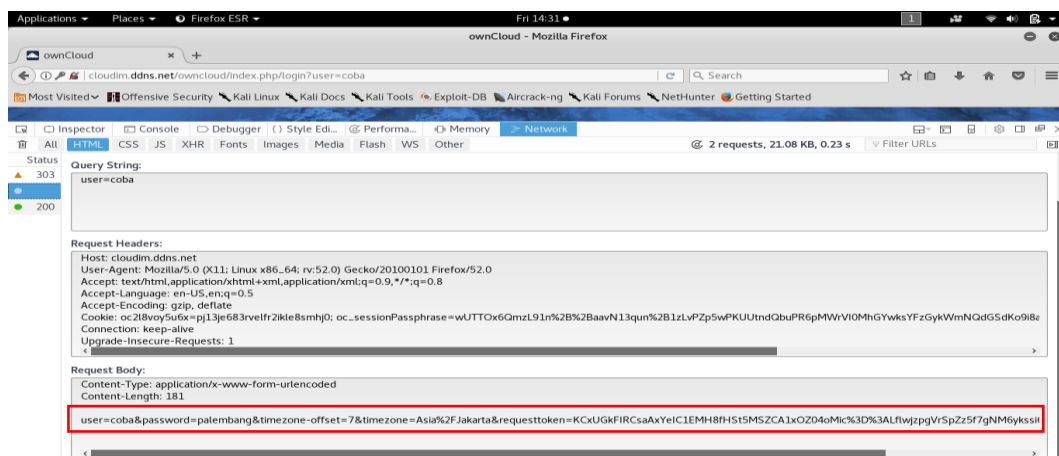 Applications Places Firefox ESR Fri 14:31 1
ownCloud - Mozilla Firefox
ownCloud
cloudim.ddns.net/owncloud/index.php/login?user=coba Search
Most Visited Offensive Security Kali Linux Kali Docs Kali Tools Exploit-DB Aircrack-ng Kali Forums NetHunter Getting Started
Inspector Console Debugger Style Edi... Performa... Memory Network
All HTML CSS JS XHR Fonts Images Media Flash WS Other 2 requests, 21.08 KB, 0.23 s Filter URLs
Status
303
200
Query String:
user=coba
Request Headers:
Host: cloudim.ddns.net
User-Agent: Mozilla/5.0 (X11; Linux x86_64; rv:52.0) Gecko/20100101 Firefox/52.0
Accept: text/html,application/xhtml+xml,application/xml;q=0.9,*/*;q=0.8
Accept-Language: en-US,en;q=0.5
Accept-Encoding: gzip, deflate
Cookie: oc2l8voy5u6x=pj13je683rvelfr2ikle8smhj0; oc_sessionPassphrase=wUTTOx6QmzL91n%2B%2BaavN13qun%2B1zLvPZp5wPKUUtndQbuPR6pMWrVI0MhGYwksYFzGykWmNQdGSdKo9i8a
Connection: keep-alive
Upgrade-Insecure-Requests: 1
Request Body:
Content-Type: application/x-www-form-urlencoded
Content-Length: 181
user=coba&password=palembang&timezone-offset=7&timezone=Asia%2FJakarta&requesttoken=KCxUGkFIRCsaAxYeIC1EMH8fHSt5MSZCA1xOZ04oMic%3D%3ALflwjzpgVrSpZz5f7gNM6ykssi